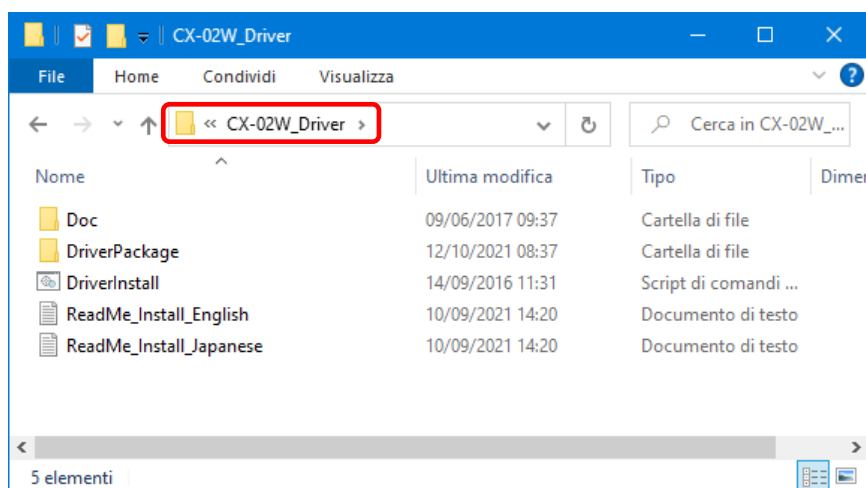 CX-02W_Driver
File Home Condividi Visualizza
« CX-02W_Driver › Cerca in CX-02W_...
Nome Ultima modifica Tipo Dimer
Doc 09/06/2017 09:37 Cartella di file
DriverPackage 12/10/2021 08:37 Cartella di file
DriverInstall 14/09/2016 11:31 Script di comandi ...
ReadMe_Install_English 10/09/2021 14:20 Documento di testo
ReadMe_Install_Japanese 10/09/2021 14:20 Documento di testo
5 elementi